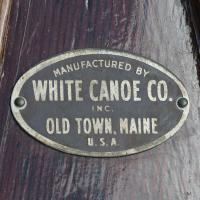 MANUFACTURED BY
WHITE CANOE CO.
INC.
OLD TOWN, MAINE
U.S.A.